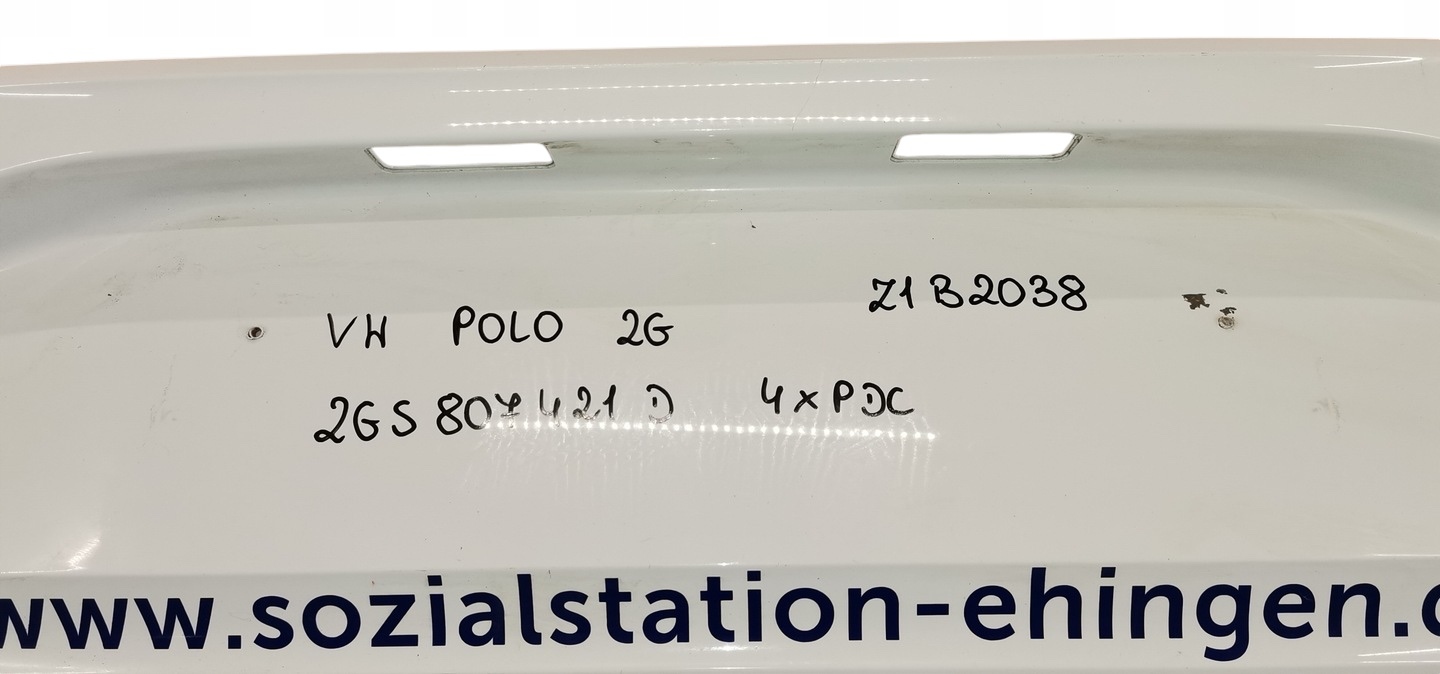 Z1B2038
VW POLO 2G
2GS 807 421 D 4xPDC
www.sozialstation-ehingen.